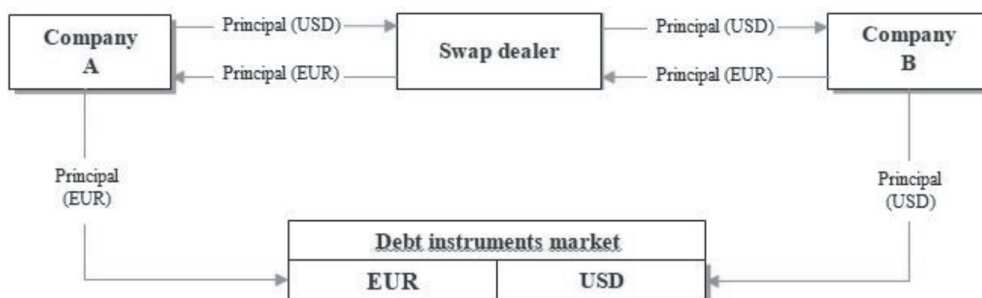 Company
A
Principal (USD)
Principal (EUR)
Swap dealer
Principal (USD)
Principal (EUR)
Company
B
Principal
(EUR)
Principal
(USD)
Debt instruments market
EUR
USD